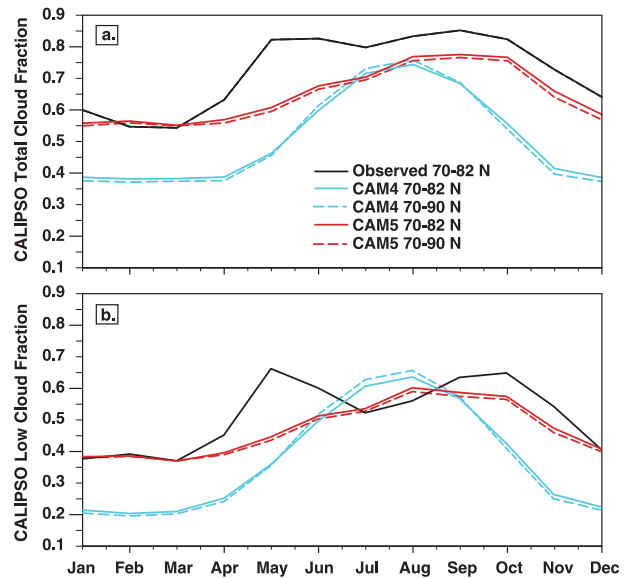 CALIPSO Total Cloud Fraction
0.9
0.8
0.7
0.6
0.5
0.4
0.3
0.2
0.1
a.
Observed 70-82 N
CAM4 70-82 N
CAM4 70-90 N
CAM5 70-82 N
CAM5 70-90 N
CALIPSO Low Cloud Fraction
0.9
0.8
0.7
0.6
0.5
0.4
0.3
0.2
0.1
b.
Jan Feb Mar Apr May Jun Jul Aug Sep Oct Nov Dec